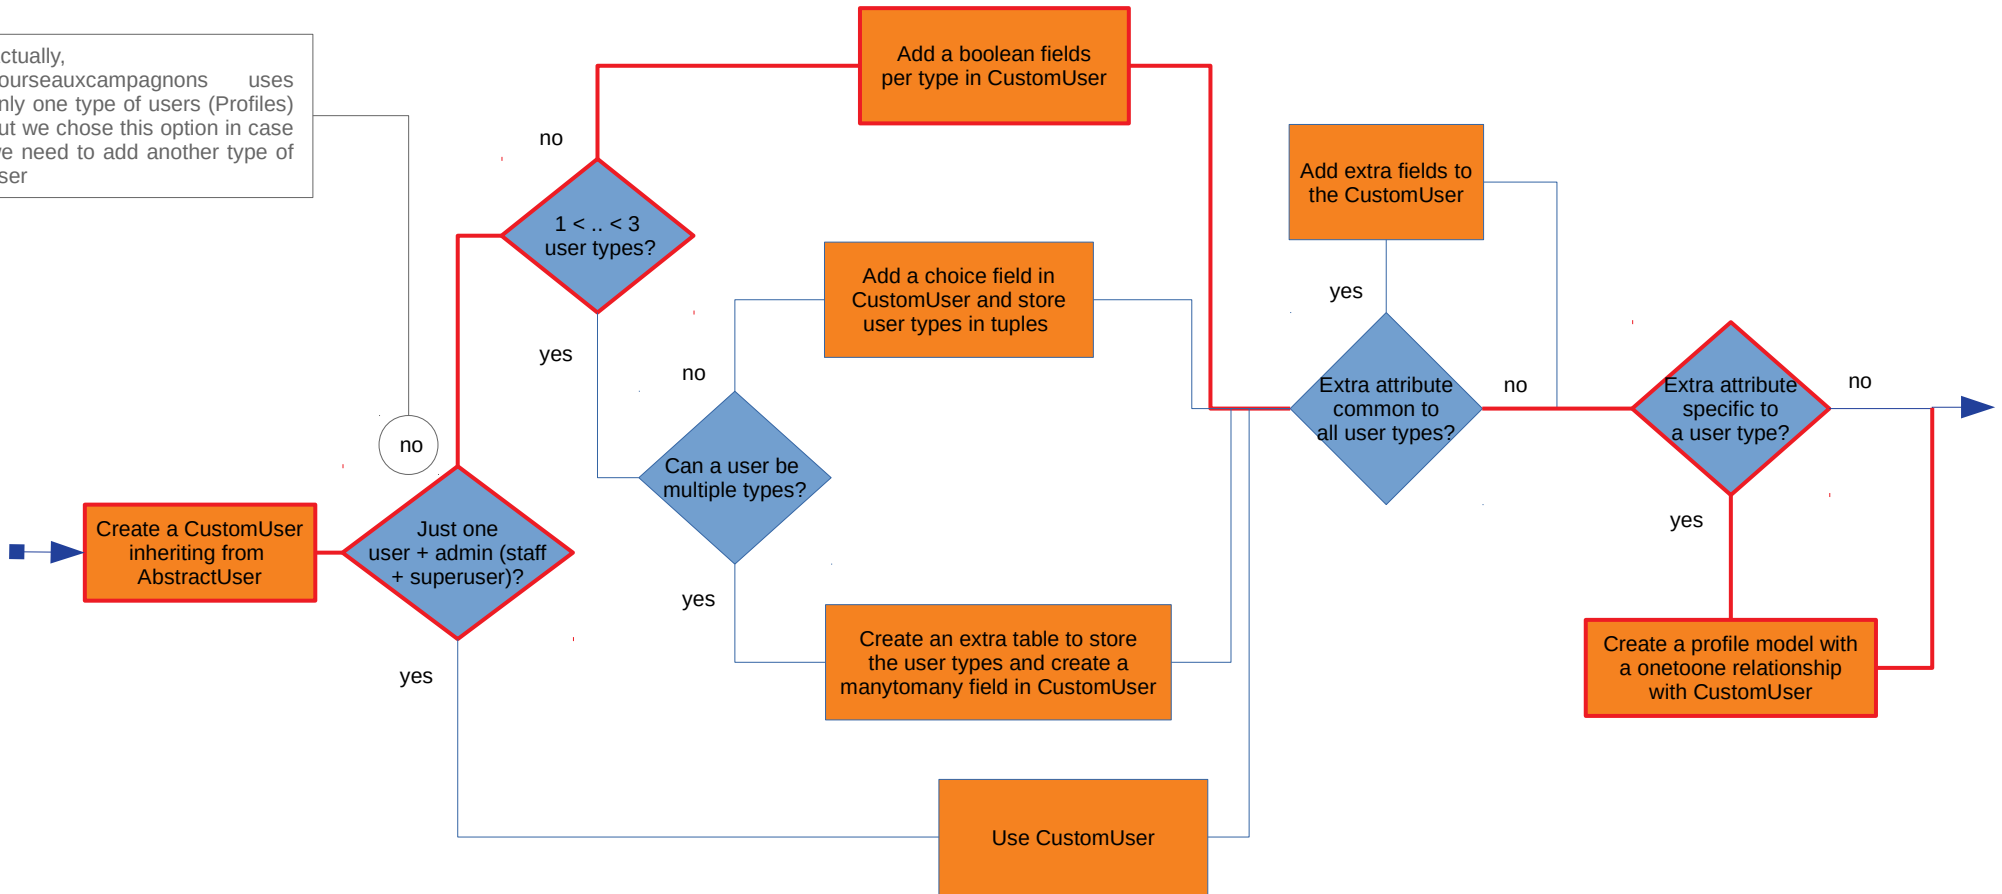 ctually,
ourseauxcampagnons uses
nly one type of users (Profiles)
ut we chose this option in case
e need to add another type of
ser
Add a boolean fields
per type in CustomUser
no
1 < .. < 3
user types?
yes
Add extra fields to
the CustomUser
yes
Add a choice field in
CustomUser and store
user types in tuples
no
Can a user be
multiple types?
yes
Extra attribute
common to
all user types?
no
Extra attribute
specific to
a user type?
no
yes
no
Create a CustomUser
inheriting from
AbstractUser
Just one
user + admin (staff
+ superuser)?
yes
Create an extra table to store
the user types and create a
manytomany field in CustomUser
Create a profile model with
a onetoone relationship
with CustomUser
Use CustomUser